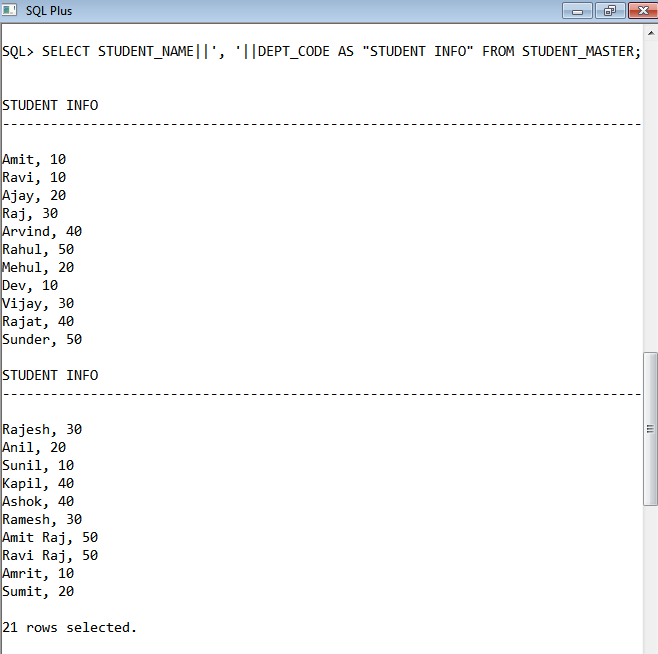 SQL Plus
SQL> SELECT STUDENT_NAME||', '||DEPT_CODE AS "STUDENT INFO" FROM STUDENT_MASTER;
STUDENT INFO
--------------------------------------------------------------------------------
Amit, 10
Ravi, 10
Ajay, 20
Raj, 30
Arvind, 40
Rahul, 50
Mehul, 20
Dev, 10
Vijay, 30
Rajat, 40
Sunder, 50
STUDENT INFO
--------------------------------------------------------------------------------
Rajesh, 30
Anil, 20
Sunil, 10
Kapil, 40
Ashok, 40
Ramesh, 30
Amit Raj, 50
Ravi Raj, 50
Amrit, 10
Sumit, 20
21 rows selected.